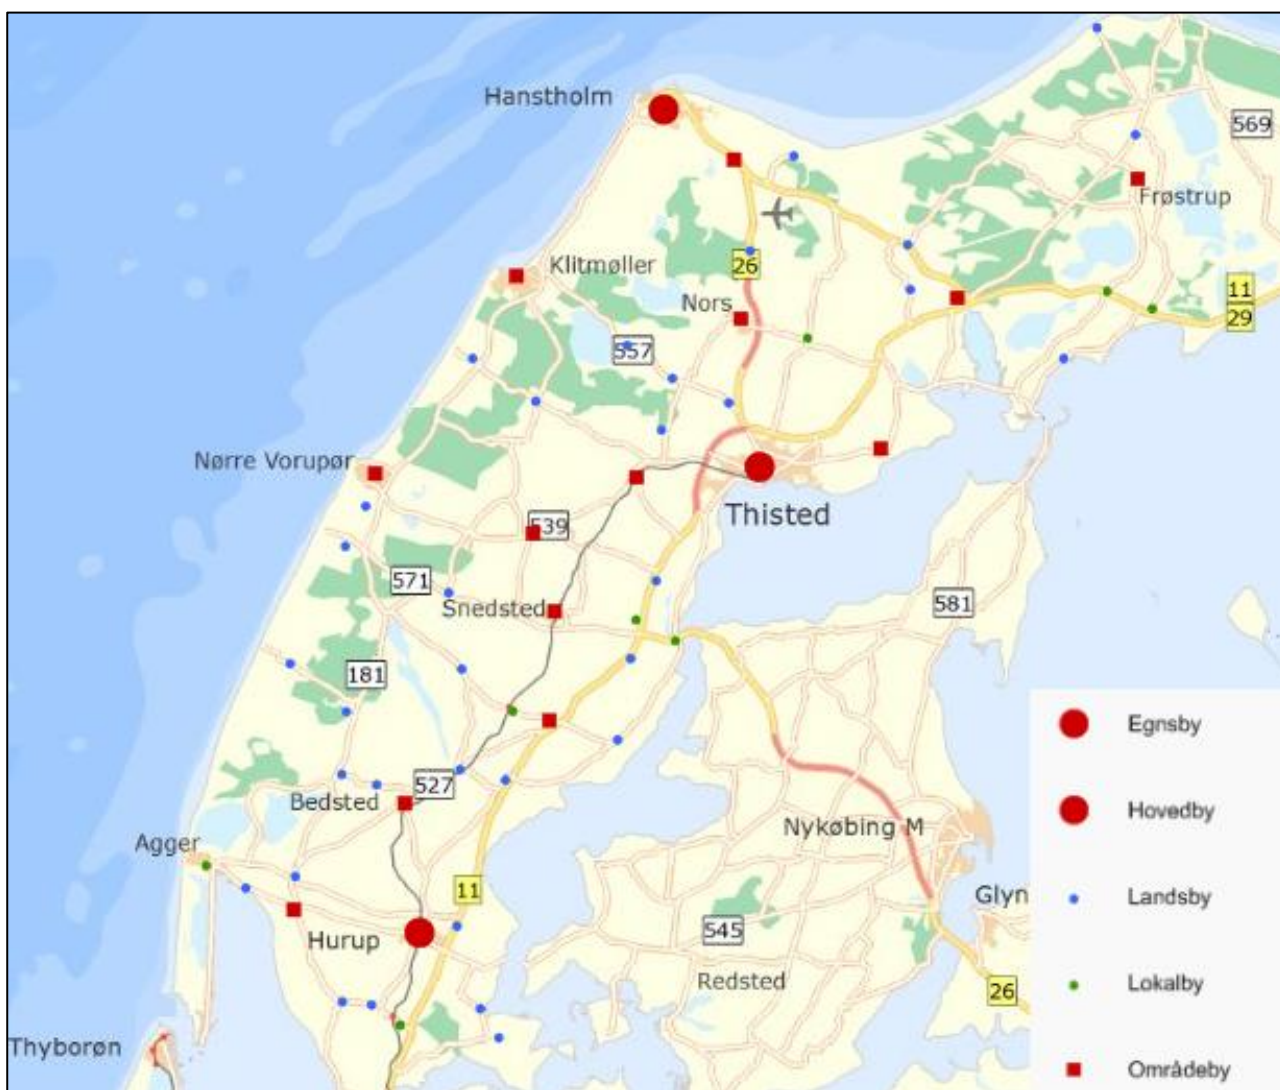 Hanstholm
569
Frøstrup
Klitmøller
26
11
29
Nors
557
Nørre Vorupør
Thisted
539
571
Snedsted
581
181
Egnsby
527
Bedsted
Hovedby
Nykøbing M
Agger
11
Landsby
Glyn
545
Hurup
Redsted
Lokalby
26
Thyborøn
Områdeby